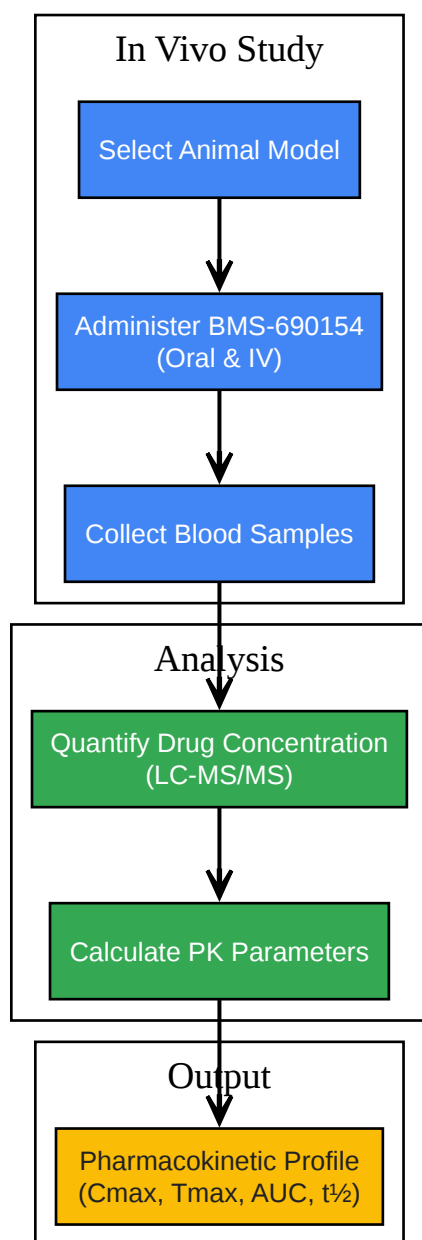 In Vivo Study
Select Animal Model
Administer BMS-690154
(Oral & IV)
Collect Blood Samples
Analysis
Quantify Drug Concentration
(LC-MS/MS)
Calculate PK Parameters
Output
Pharmacokinetic Profile
(Cmax, Tmax, AUC, t½)